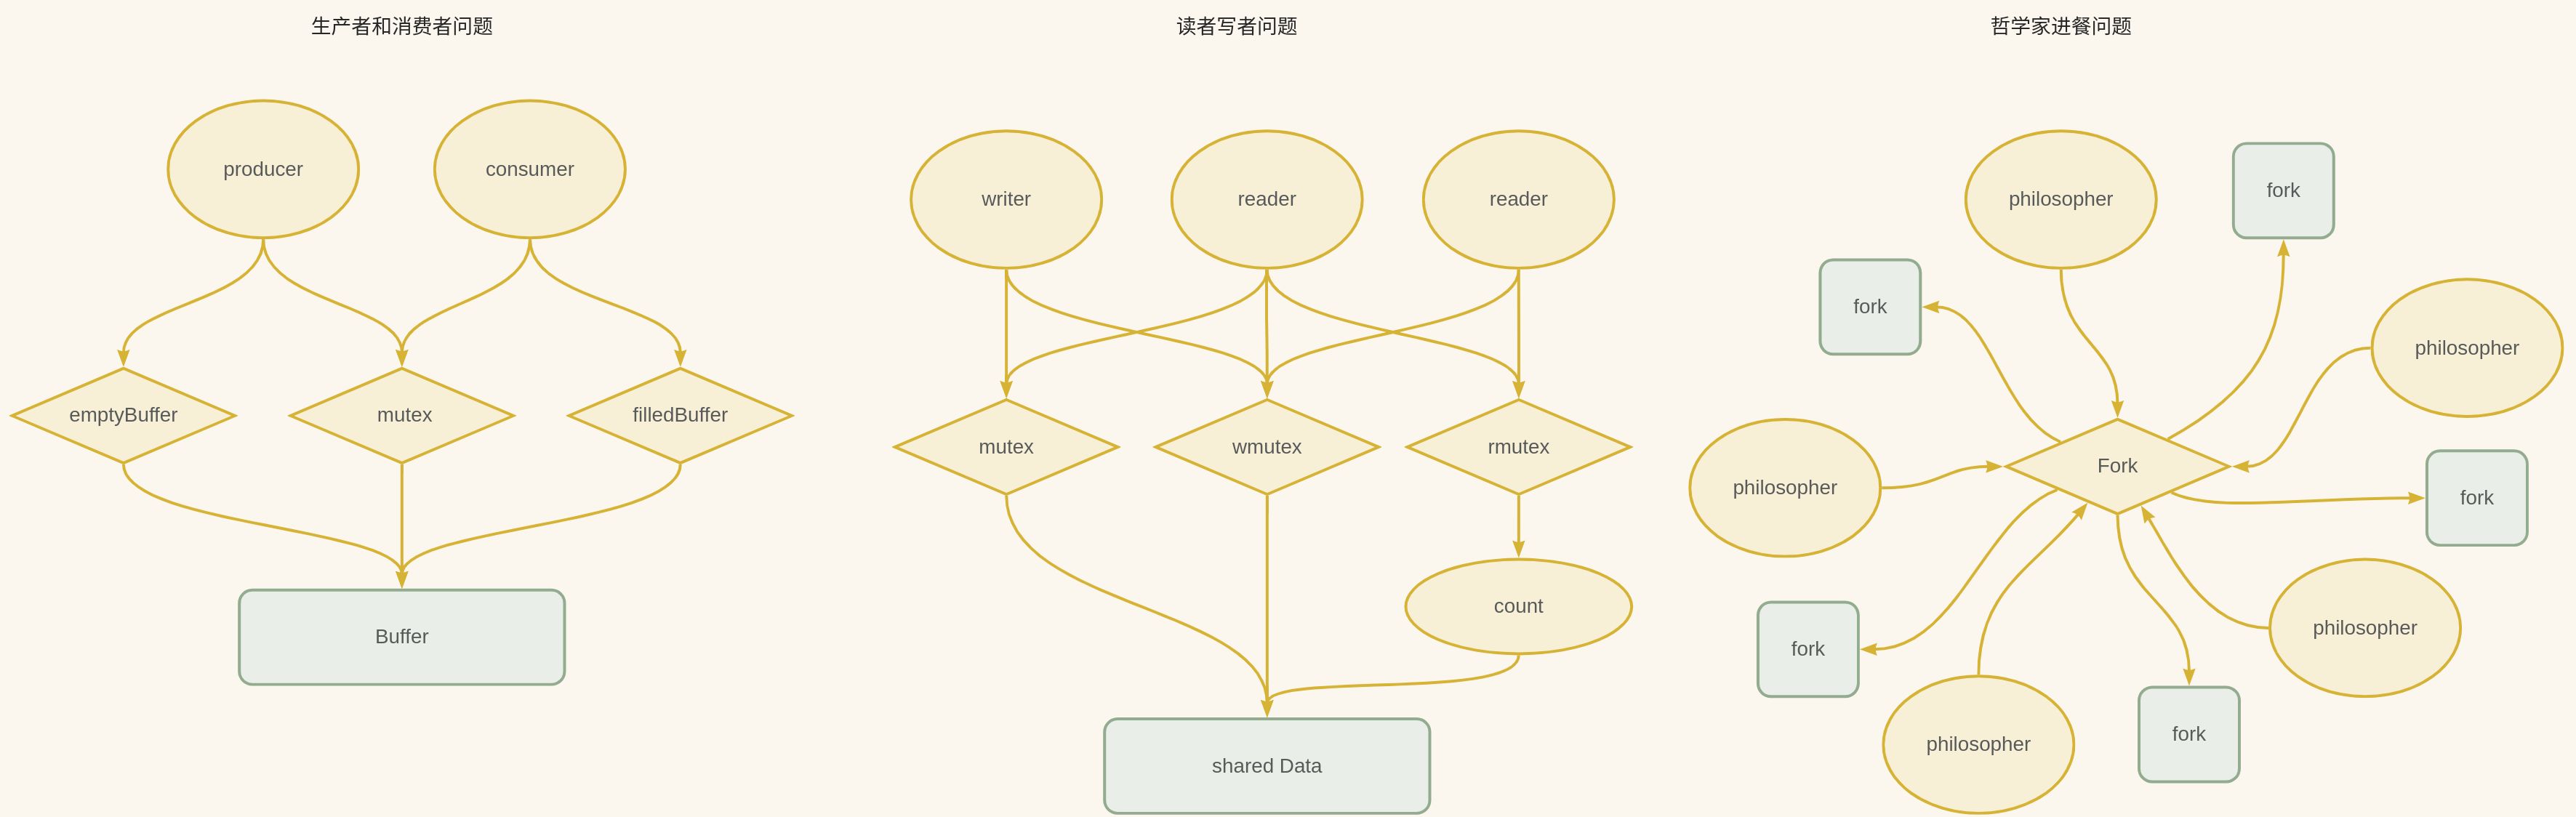 生产者和消费者问题
producer
consumer
emptyBuffer
mutex
filledBuffer
Buffer
读者写者问题
writer
reader
reader
mutex
wmutex
rmutex
count
shared Data
哲学家进餐问题
philosopher
fork
fork
philosopher
Fork
philosopher
fork
philosopher
fork
philosopher
fork